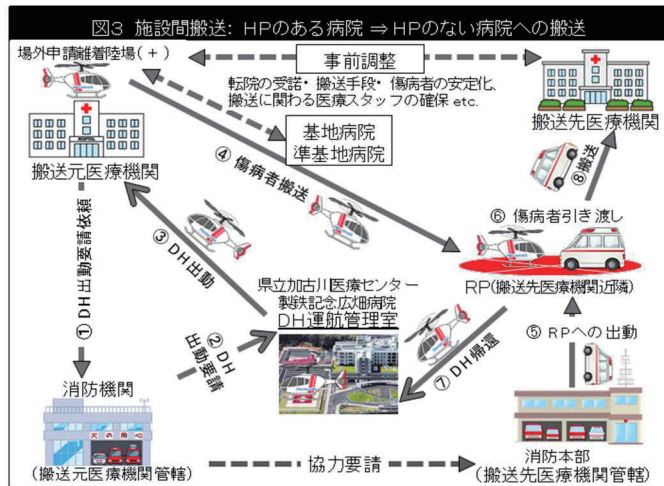 図3 施設間搬送: HPのある病院 ⇒ HPのない病院への搬送
場外申請離着陸場(+)
事前調整
転院の受諾・搬送手段・傷病者の安定化、
搬送に関わる医療スタッフの確保 etc.
基地病院
準基地病院
搬送元医療機関
搬送先医療機関
① DH出動要請依頼
② DH
出動要請
③ DH出動
④ 傷病者搬送
⑧搬送
⑥ 傷病者引き渡し
RP(搬送先医療機関近隣)
県立加古川医療センター
製鉄記念広畑病院
DH運航管理室
⑦ DH帰還
⑤ RPへの出動
消防機関
火の用心
(搬送元医療機関管轄)
協力要請
消防本部
(搬送先医療機関管轄)